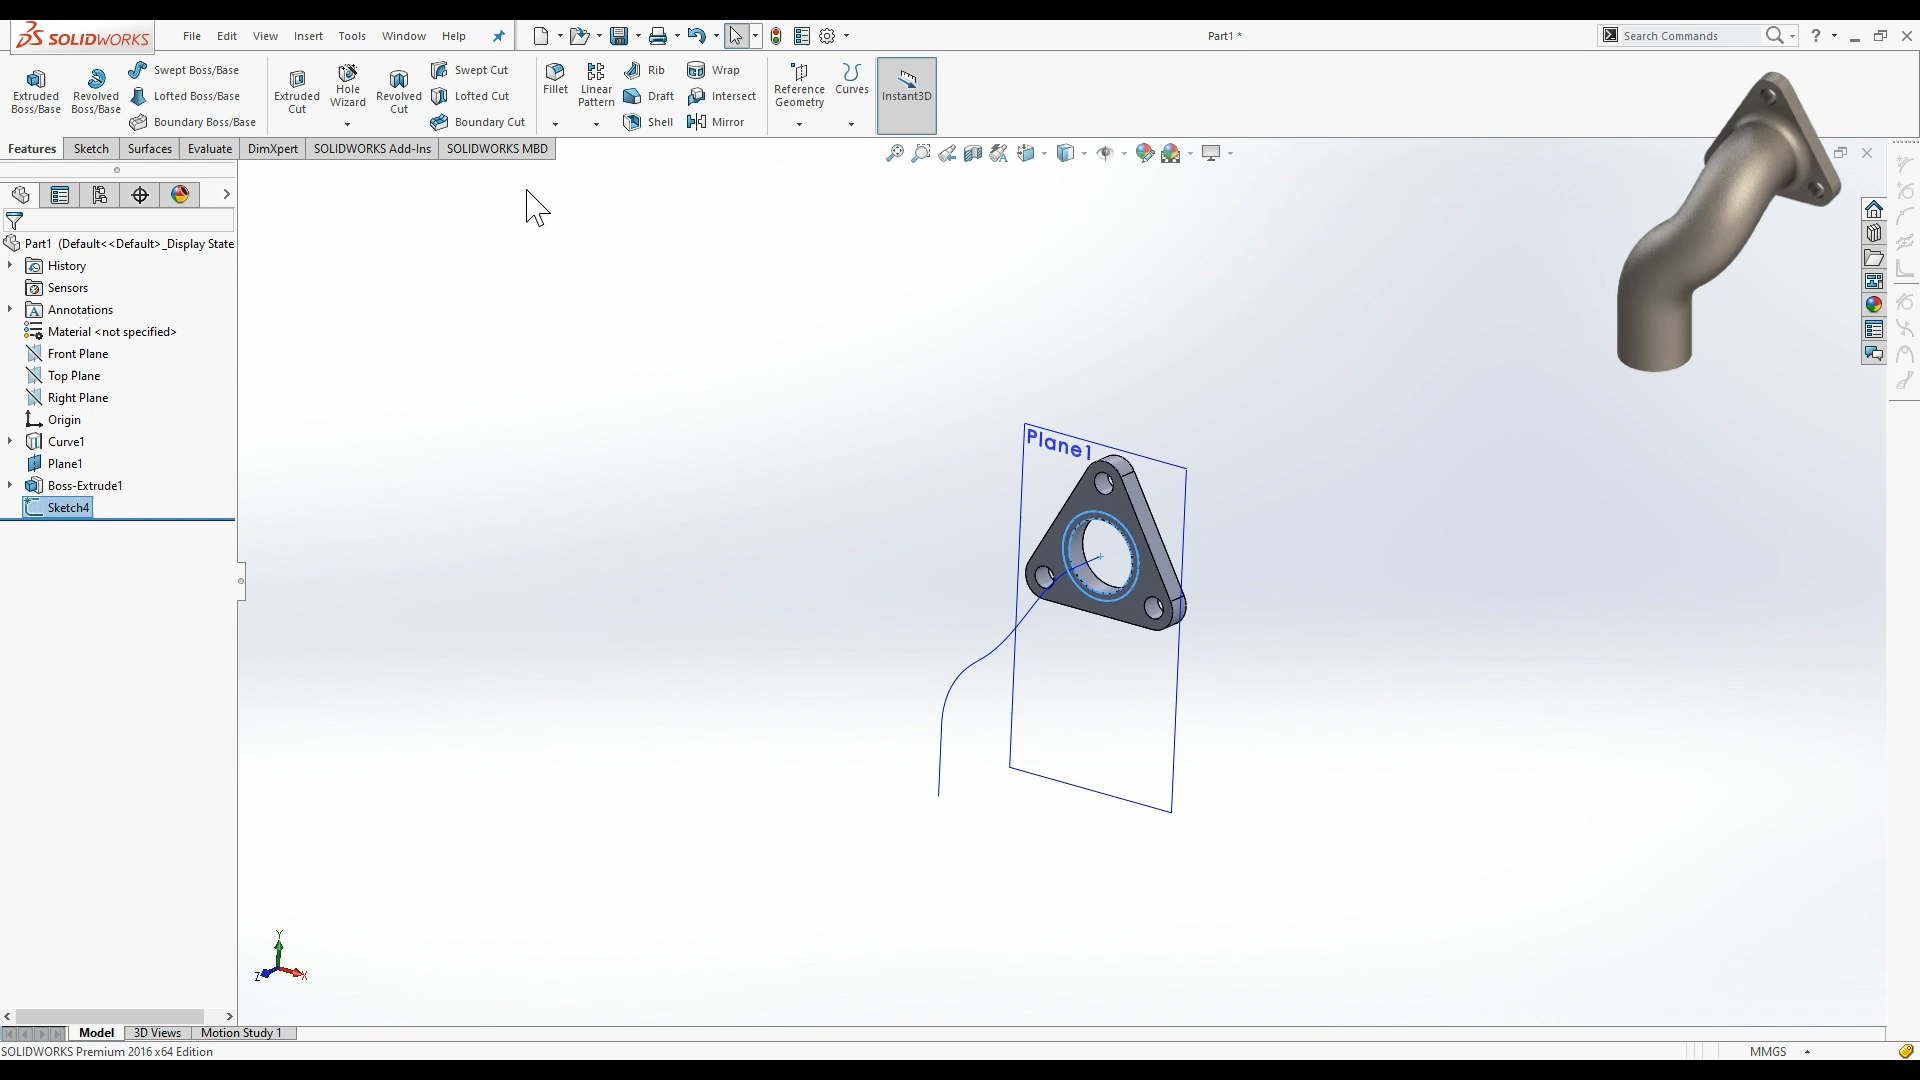 SOLIDWORKS File Edit View Insert Tools Window Help Part1 * Search Commands ?
Extruded Boss/Base
Revolved Boss/Base
Swept Boss/Base
Lofted Boss/Base
Boundary Boss/Base
Extruded Cut
Hole Wizard
Revolved Cut
Swept Cut
Lofted Cut
Boundary Cut
Fillet
Linear Pattern
Rib
Draft
Shell
Wrap
Intersect
Mirror
Reference Geometry
Curves
Instant3D
Features Sketch Surfaces Evaluate DimXpert SOLIDWORKS Add-Ins SOLIDWORKS MBD
Part1 (Default<<Default>_Display State
History
Sensors
Annotations
Material <not specified>
Front Plane
Top Plane
Right Plane
Origin
Curve1
Plane1
Boss-Extrude1
Sketch4
Plane1
Y
Z X
Model 3D Views Motion Study 1
SOLIDWORKS Premium 2016 x64 Edition MMGS